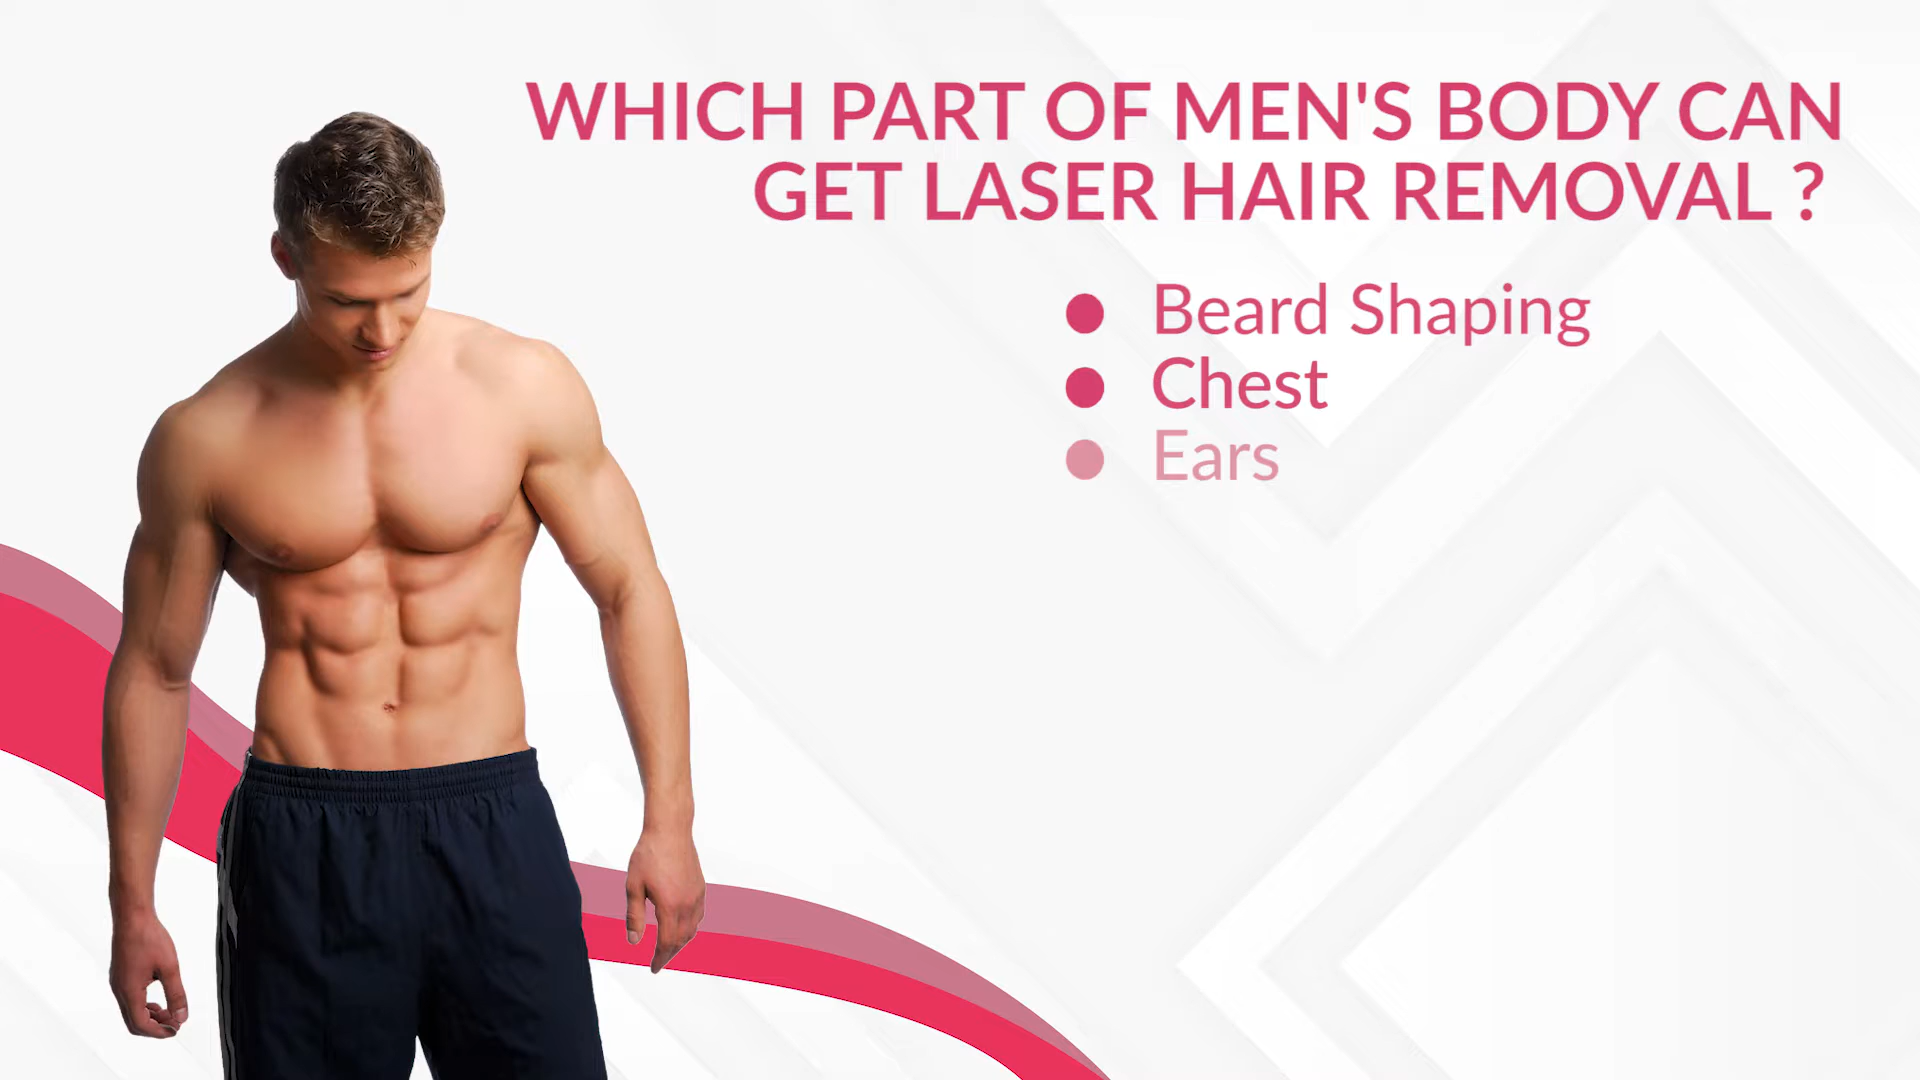 WHICH PART OF MEN'S BODY CAN
GET LASER HAIR REMOVAL ?
● Beard Shaping
● Chest
● Ears